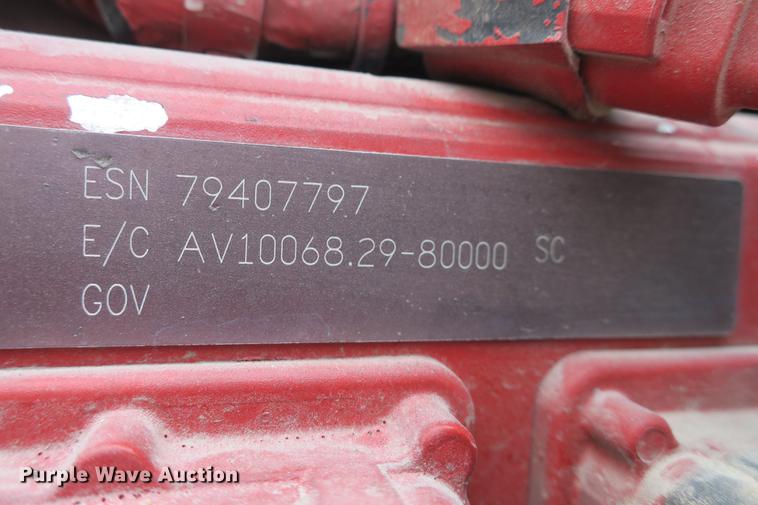 ESN 79407797
E/C AV10068.29-80000 SC
GOV
Purple Wave Auction